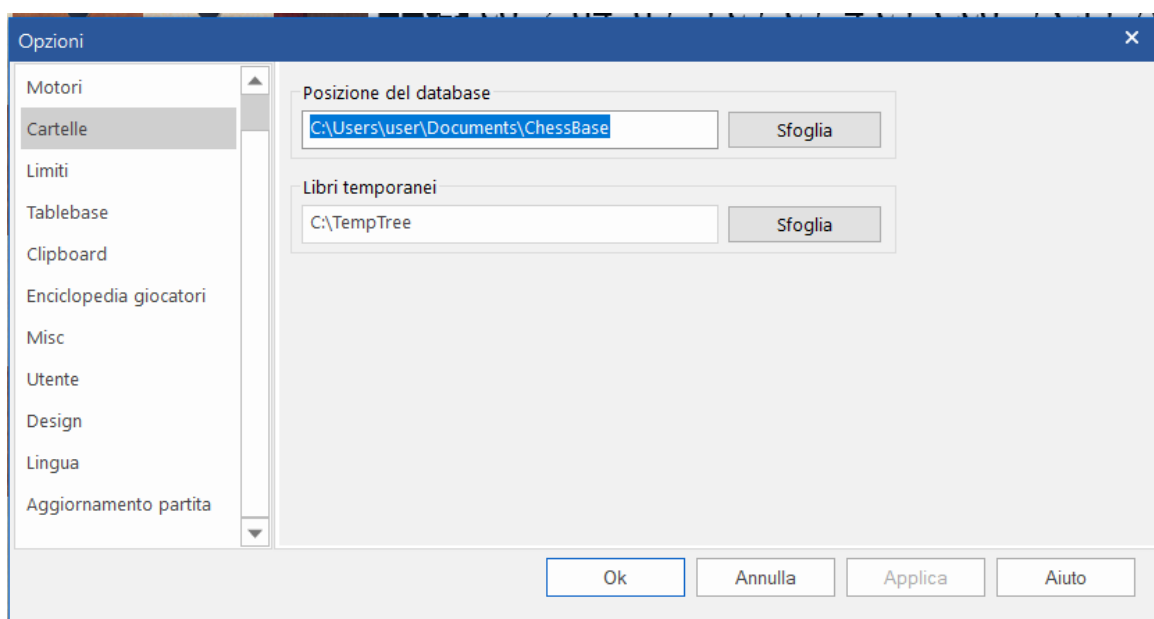 Opzioni
Motori
Cartelle
Limiti
Tablebase
Clipboard
Enciclopedia giocatori
Misc
Utente
Design
Lingua
Aggiornamento partita
Posizione del database
C:\Users\user\Documents\ChessBase
Sfoglia
Libri temporanei
C:\TempTree
Sfoglia
Ok
Annulla
Applica
Aiuto